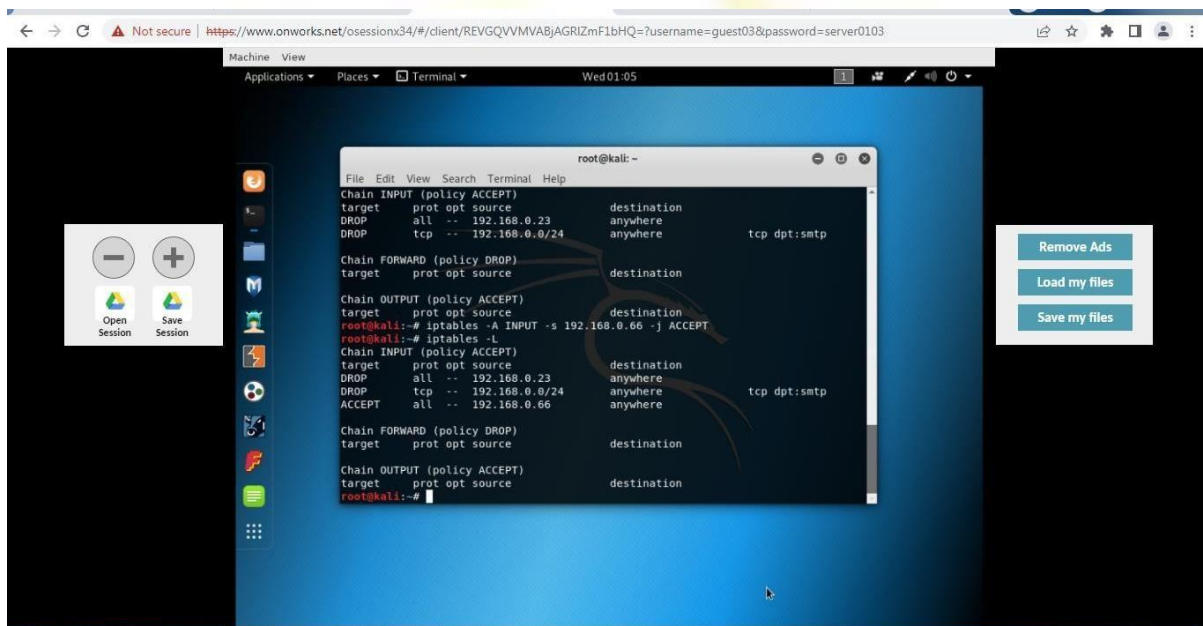 Not secure | https://www.onworks.net/osessionx34/#/client/REVGQVVMVABjAGRIZmF1bHQ=?username=guest03&password=server0103
Machine View
Applications Places Terminal Wed 01:05 1
root@kali: ~
File Edit View Search Terminal Help
Chain INPUT (policy ACCEPT)
target prot opt source destination
DROP all -- 192.168.0.23 anywhere
DROP tcp -- 192.168.0.0/24 anywhere tcp dpt:smtp
Chain FORWARD (policy DROP)
target prot opt source destination
Chain OUTPUT (policy ACCEPT)
target prot opt source destination
root@kali:~# iptables -A INPUT -s 192.168.0.66 -j ACCEPT
root@kali:~# iptables -L
Chain INPUT (policy ACCEPT)
target prot opt source destination
DROP all -- 192.168.0.23 anywhere
DROP tcp -- 192.168.0.0/24 anywhere tcp dpt:smtp
ACCEPT all -- 192.168.0.66 anywhere
Chain FORWARD (policy DROP)
target prot opt source destination
Chain OUTPUT (policy ACCEPT)
target prot opt source destination
root@kali:~#
Open Session
Save Session
Remove Ads
Load my files
Save my files